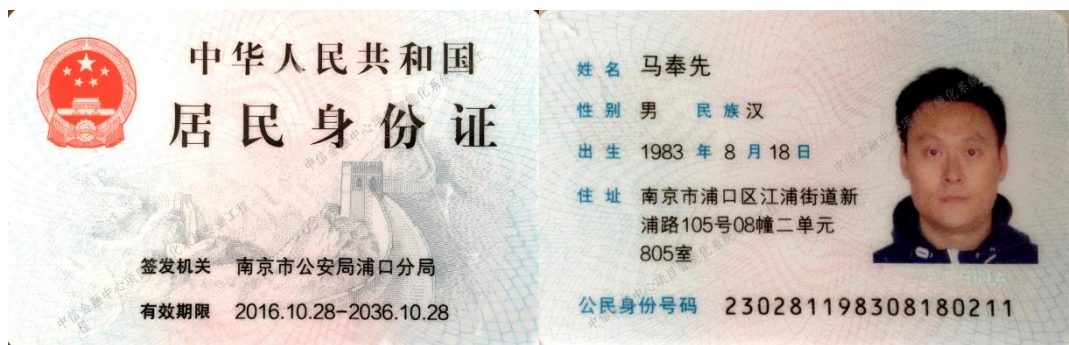 中华人民共和国
居民身份证
签发机关 南京市公安局浦口分局
有效期限 2016.10.28-2036.10.28
姓名 马奉先
性别 男 民族 汉
出生 1983 年 8 月 18 日
住址 南京市浦口区江浦街道新
浦路105号08幢二单元
805室
公民身份号码 230281198308180211